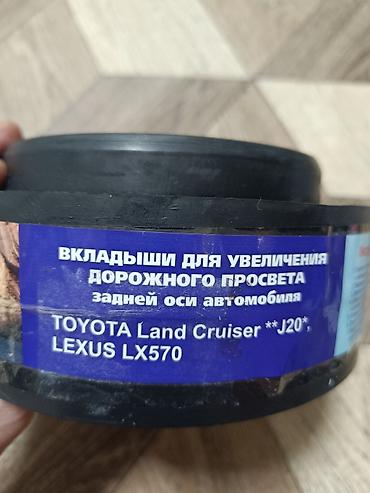 ВКЛАДЫШИ ДЛЯ УВЕЛИЧЕНИЯ
ДОРОЖНОГО ПРОСВЕТА
задней оси автомобиля
TOYOTA Land Cruiser **J20*,
LEXUS LX570